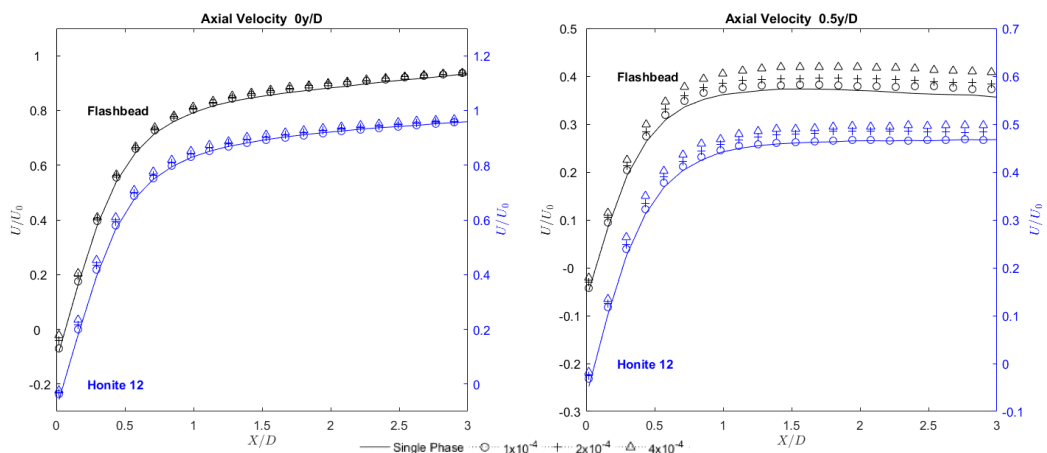 Axial Velocity 0y/D
1
0.8
0.6
0.4
0.2
0
-0.2
U/U₀
1.2
1
0.8
0.6
0.4
0.2
0
U/U₀
Flashbead
Honite 12
0 0.5 1 1.5 2 2.5 3
X/D
Axial Velocity 0.5y/D
0.5
0.4
0.3
0.2
0.1
-0
-0.1
-0.2
-0.3
U/U₀
0.7
0.6
0.5
0.4
0.3
0.2
0.1
0
-0.1
U/U₀
Flashbead
Honite 12
0 0.5 1 1.5 2 2.5 3
X/D
Single Phase 1x10⁻⁴ 2x10⁻⁴ 4x10⁻⁴